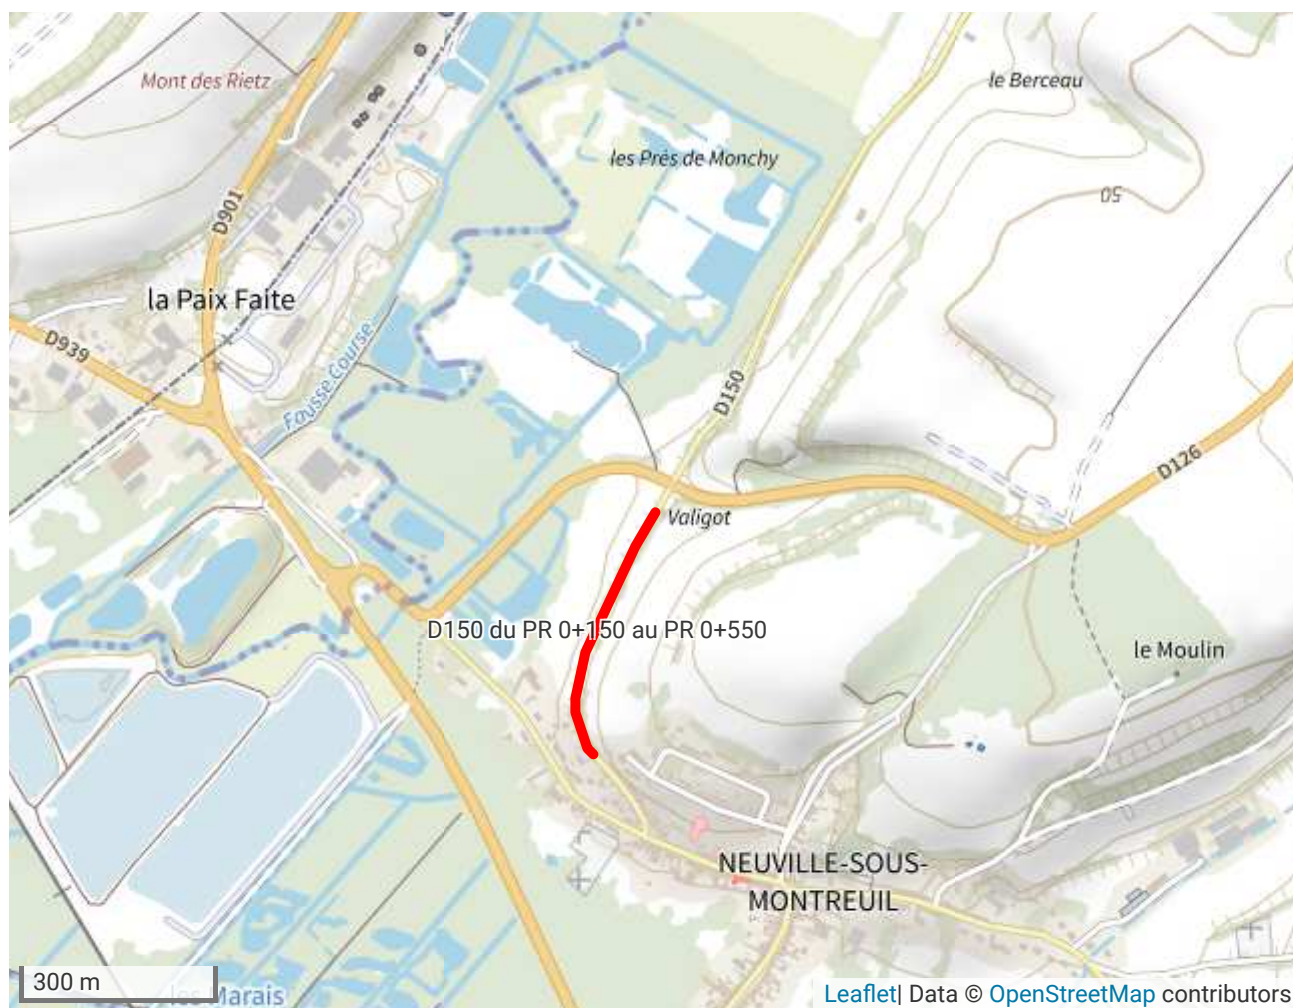 Mont des Rietz
le Berceau
les Prés de Monchy
50
D901
la Paix Faite
D939
Fausse Course
D150
D126
Valigot
D150 du PR 0+150 au PR 0+550
le Moulin
NEUVILLE-SOUS-
MONTREUIL
300 m
les Marais
Leaflet| Data © OpenStreetMap contributors